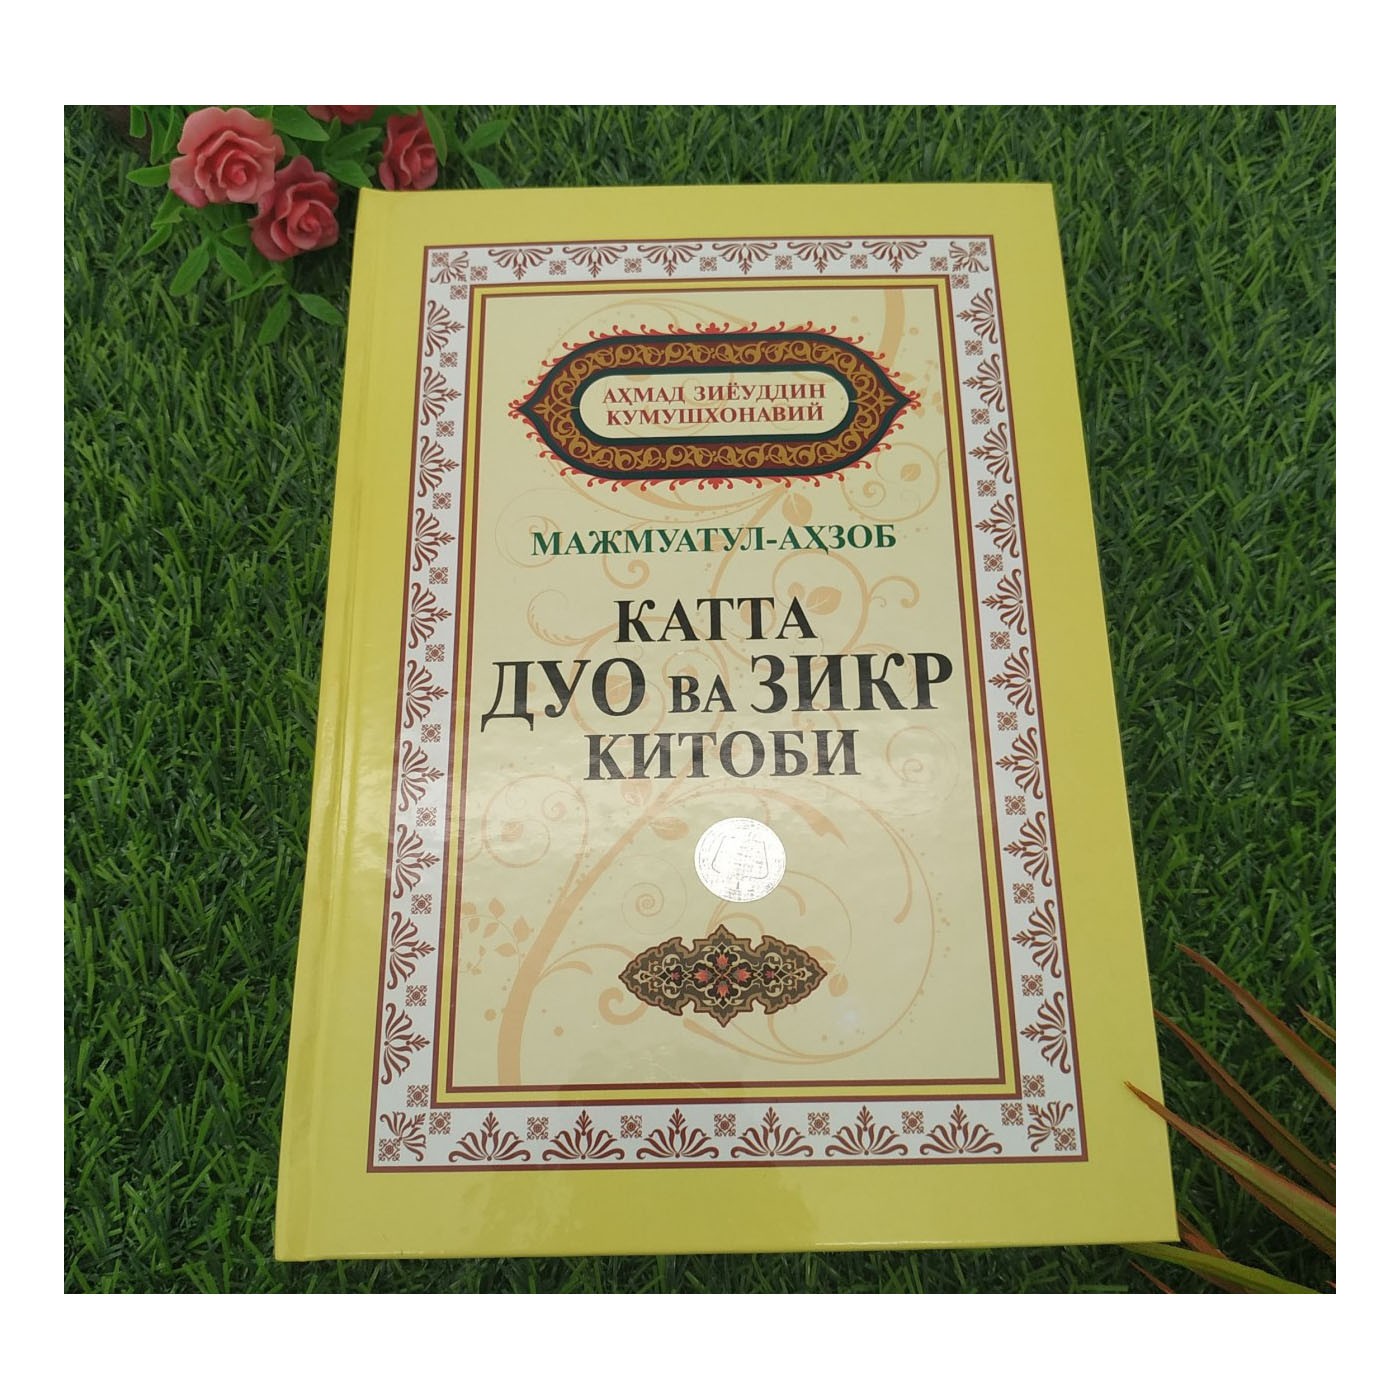 АҲМАД ЗИЁУДДИН
КУМУШХОНАВИЙ
МАЖМУАТУЛ-АҲЗОБ
КАТТА
ДУО ВА ЗИКР
КИТОБИ